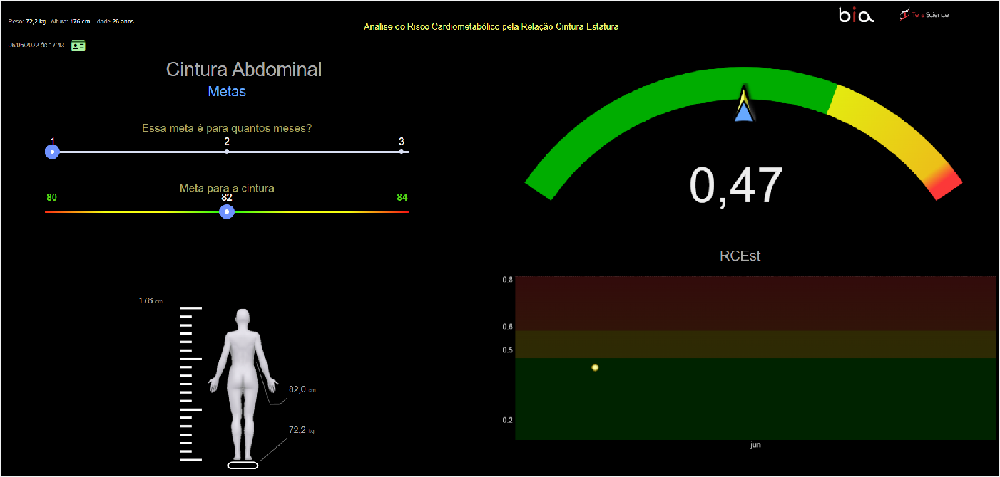 Peso: 72,2 kg Altura: 176 cm Idade 26 anos
06/06/2022 às 17:43
Análise do Risco Cardiometabólico pela Relação Cintura Estatura
bia
Tera Science
Cintura Abdominal
Metas
Essa meta é para quantos meses?
1 2 3
Meta para a cintura
80 82 84
0,47
176 cm
82,0 cm
72,2 kg
RCEst
0.8
0.6
0.5
0.2
jun